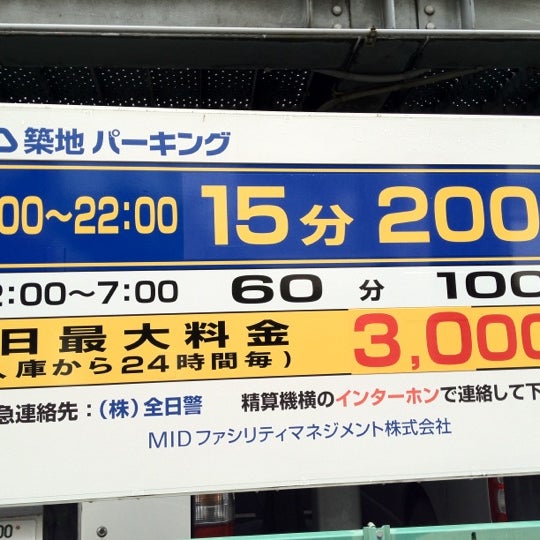 築地 パーキング
00～22:00 15分 200
2:00～7:00 60分 100
日最大料金 3,000
入庫から24時間毎)
急連絡先：(株)全日警 精算機横のインターホンで連絡して下
MIDファシリティマネジメント株式会社
00*